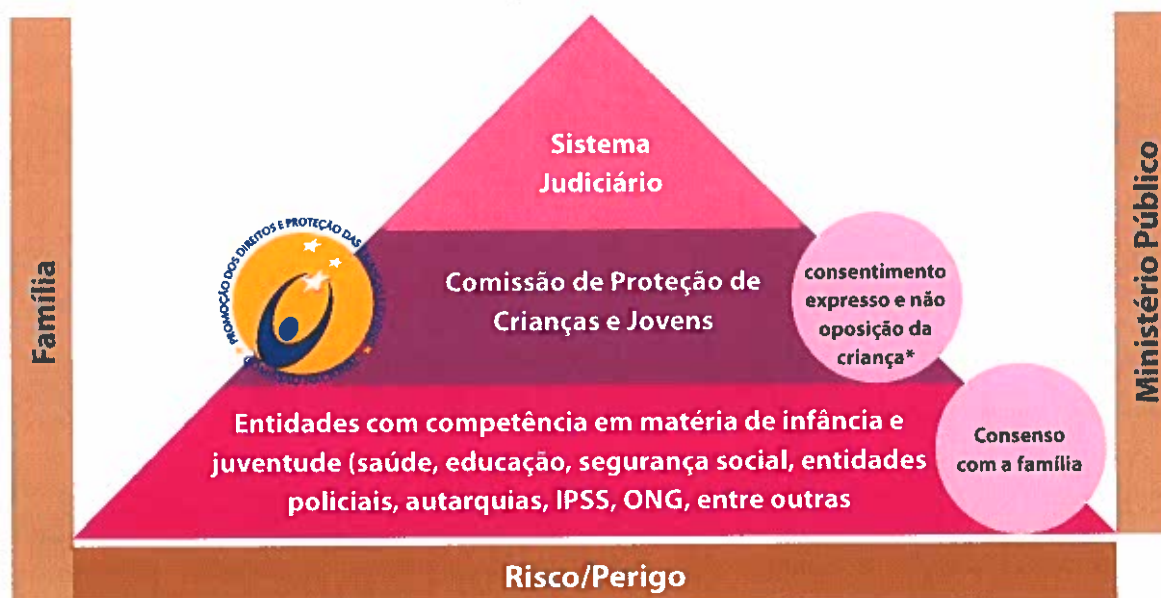 Família
Sistema
Judiciário
PROMOÇÃO DOS DIREITOS E PROTEÇÃO DAS
Comissão de Proteção de
Crianças e Jovens
consentimento
expresso e não
oposição da
criança*
Entidades com competência em matéria de infância e
juventude (saúde, educação, segurança social, entidades
policiais, autarquias, IPSS, ONG, entre outras
Consenso
com a família
Ministério Público
Risco/Perigo